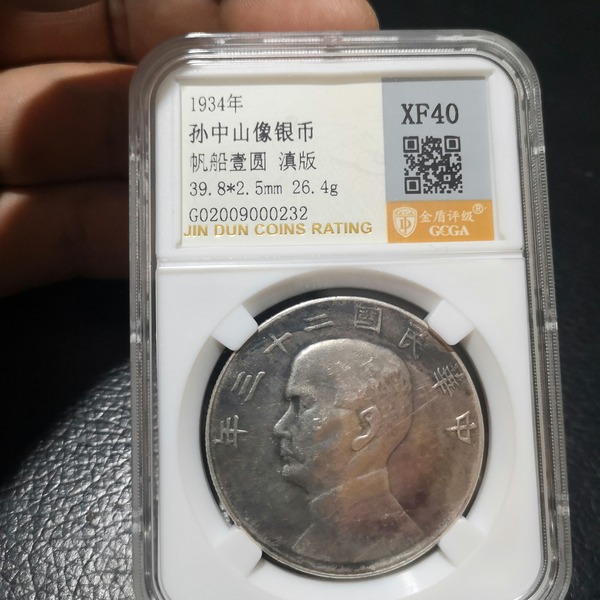 1934年
孙中山像银币
帆船壹圆 滇版
39.8*2.5mm 26.4g
G02009000232
JIN DUN COINS RATING
XF40
金盾评级®
GCGA
年三十二國民華中